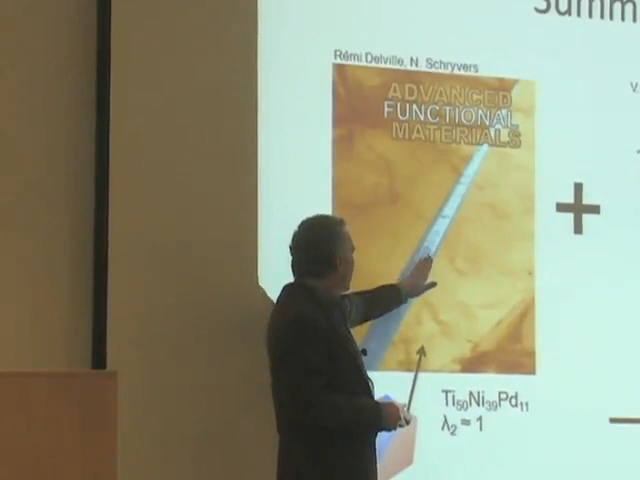 Summ
Rémi Delville, N. Schryvers
ADVANCED
FUNCTIONAL
MATERIALS
v.
+
Ti₅₀Ni₃₉Pd₁₁
λ₂ = 1